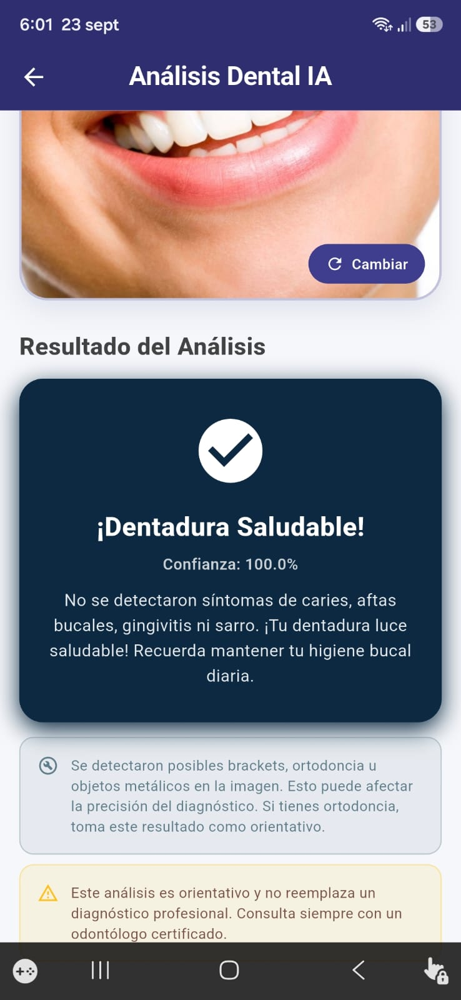 6:01 23 sept
53
Análisis Dental IA
Cambiar
Resultado del Análisis
¡Dentadura Saludable!
Confianza: 100.0%
No se detectaron síntomas de caries, aftas
bucales, gingivitis ni sarro. ¡Tu dentadura luce
saludable! Recuerda mantener tu higiene bucal
diaria.
Se detectaron posibles brackets, ortodoncia u
objetos metálicos en la imagen. Esto puede afectar
la precisión del diagnóstico. Si tienes ortodoncia,
toma este resultado como orientativo.
Este análisis es orientativo y no reemplaza un
diagnóstico profesional. Consulta siempre con un
odontólogo certificado.